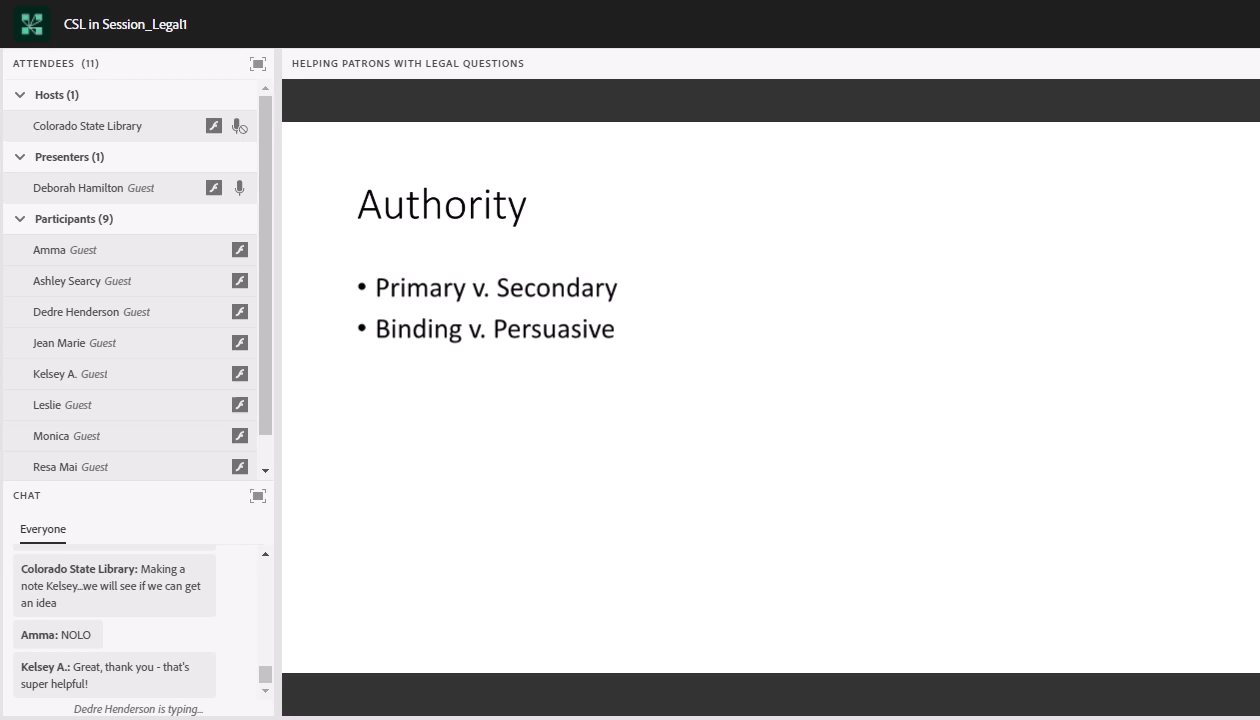 CSL in Session_Legal1
ATTENDEES (11)
Hosts (1)
Colorado State Library
Presenters (1)
Deborah Hamilton Guest
Participants (9)
Amma Guest
Ashley Searcy Guest
Dedre Henderson Guest
Jean Marie Guest
Kelsey A. Guest
Leslie Guest
Monica Guest
Resa Mai Guest
CHAT
Everyone
Colorado State Library: Making a
note Kelsey...we will see if we can get
an idea
Amma: NOLO
Kelsey A.: Great, thank you - that's
super helpful!
Dedre Henderson is typing...
HELPING PATRONS WITH LEGAL QUESTIONS
Authority
• Primary v. Secondary
• Binding v. Persuasive